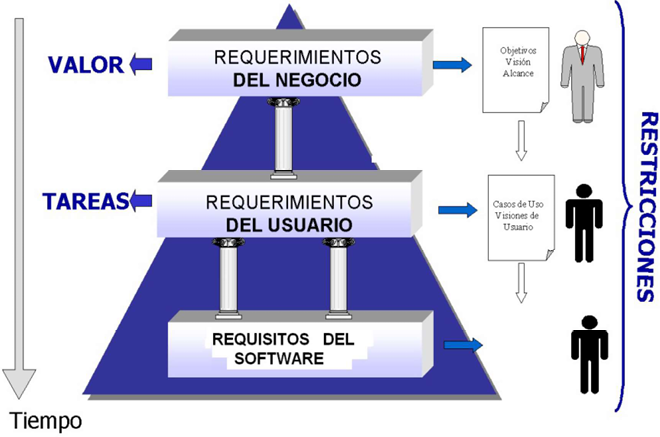 VALOR
REQUERIMIENTOS
DEL NEGOCIO
Objetivos
Visión
Alcance
TAREAS
REQUERIMIENTOS
DEL USUARIO
Casos de Uso
Visiones de
Usuario
REQUISITOS DEL
SOFTWARE
RESTRICCIONES
Tiempo